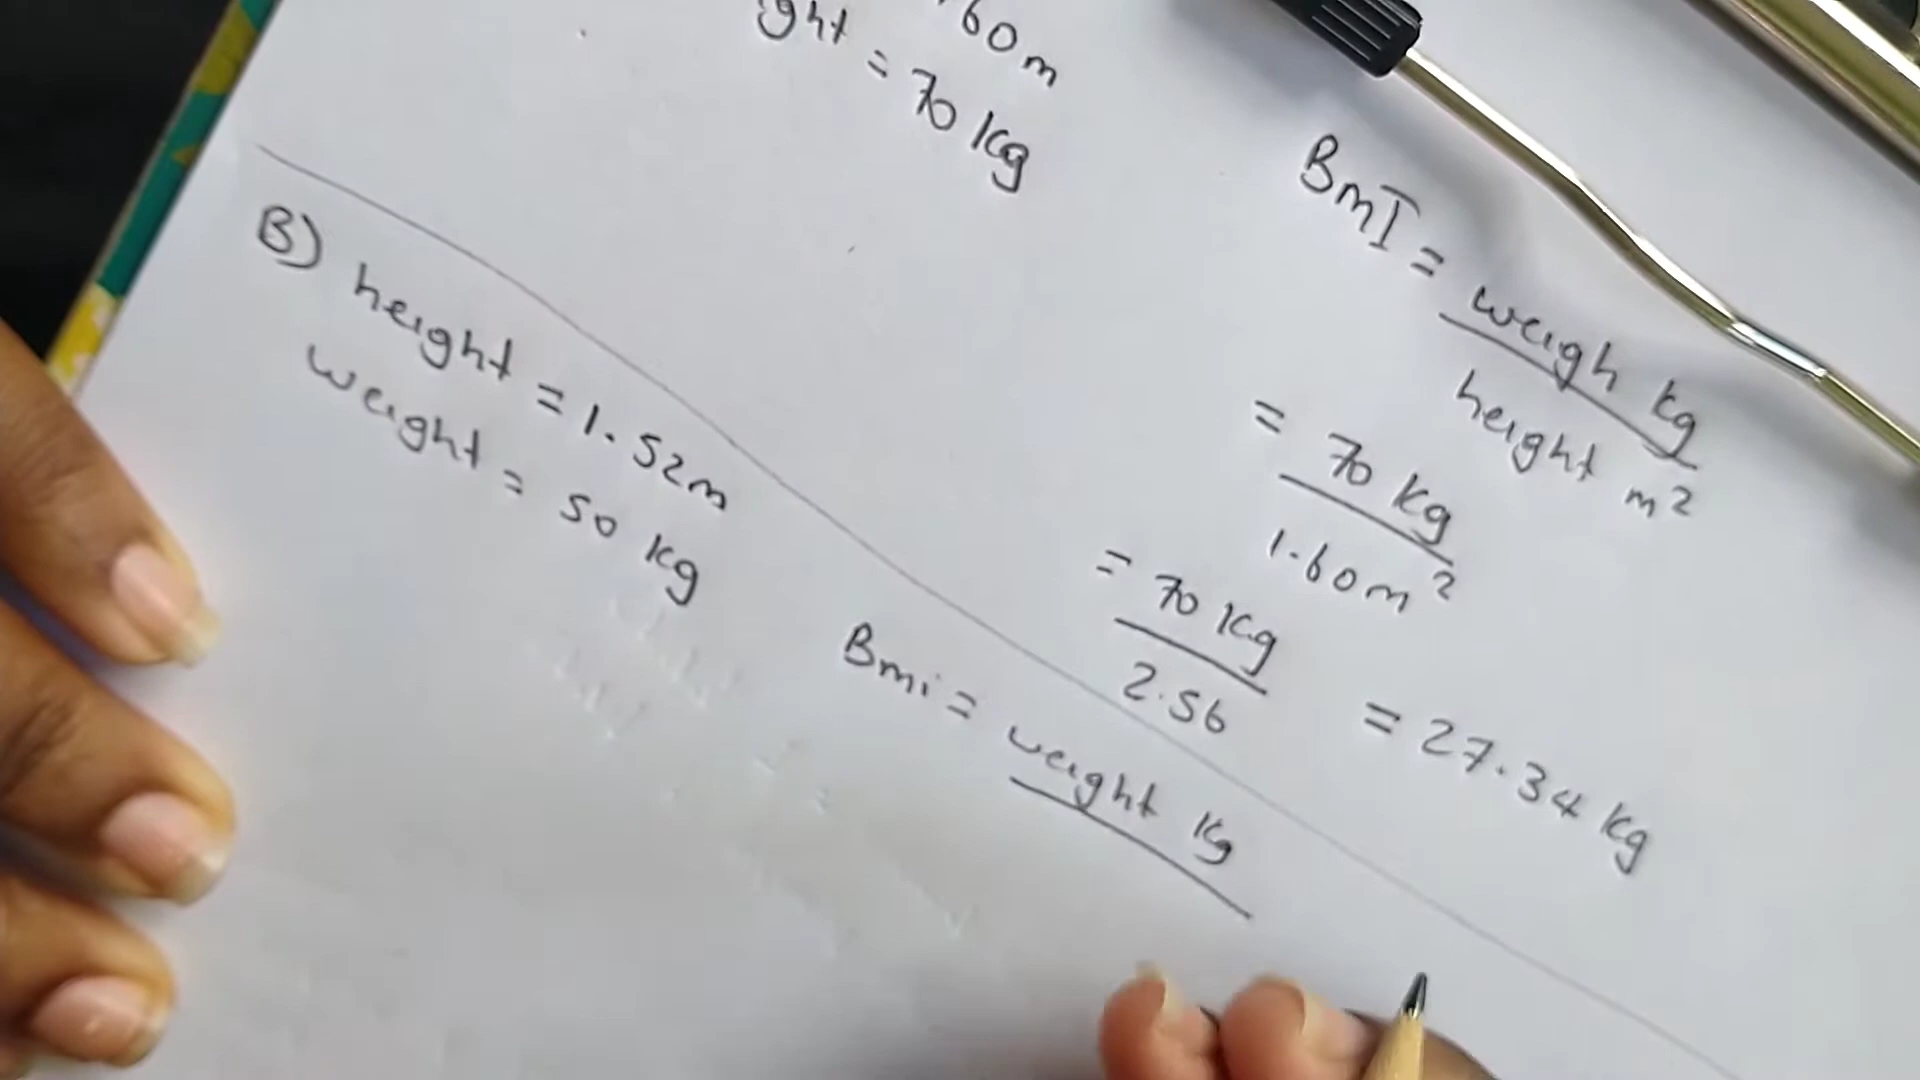 .60m
ght = 70 kg
BmI = weigh kg
height m²
= 70 kg
1.60m²
= 70 kg
2.56
= 27.34 kg
B) height = 1.52m
weight = 50 kg
Bmi = weight kg